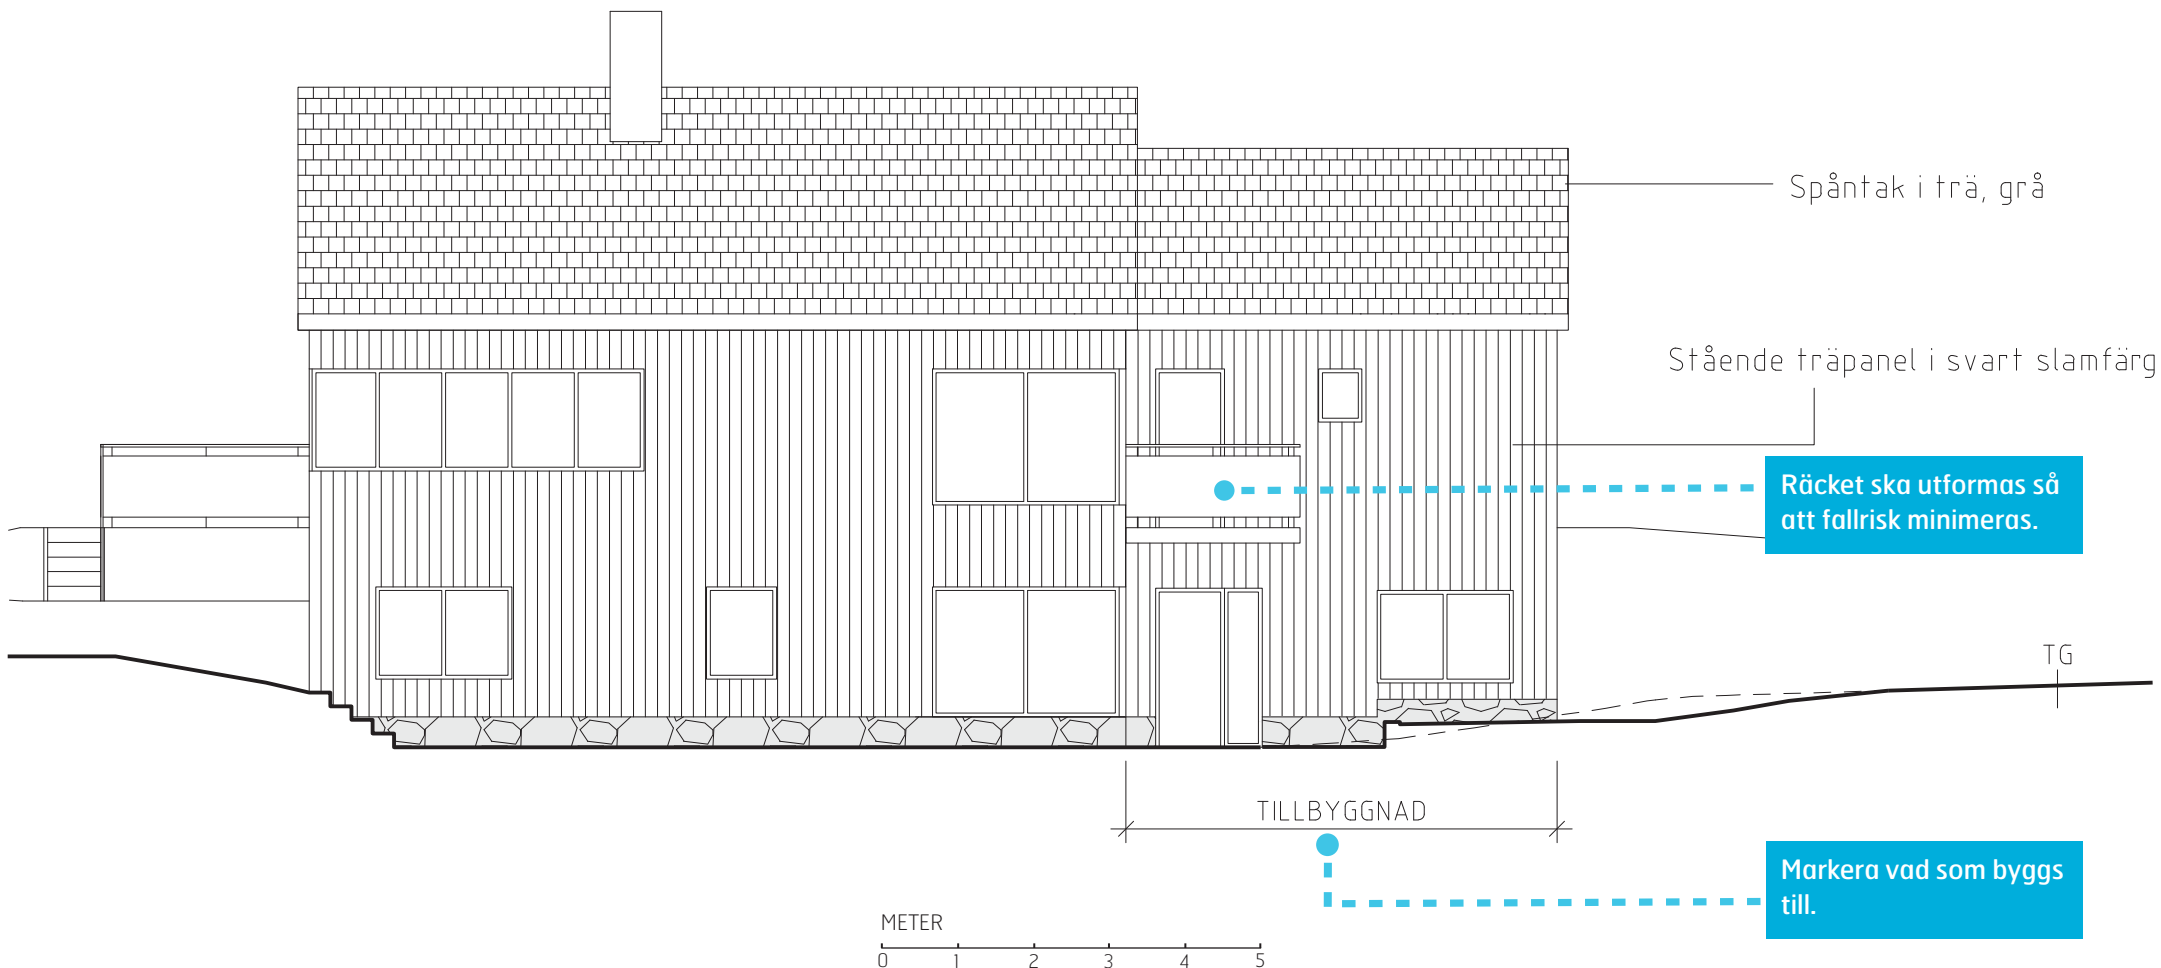 Spåntak i trä, grå
Stående träpanel i svart slamfärg
Räcket ska utformas så
att fallrisk minimeras.
TG
TILLBYGGNAD
Markera vad som byggs
till.
METER
0 1 2 3 4 5